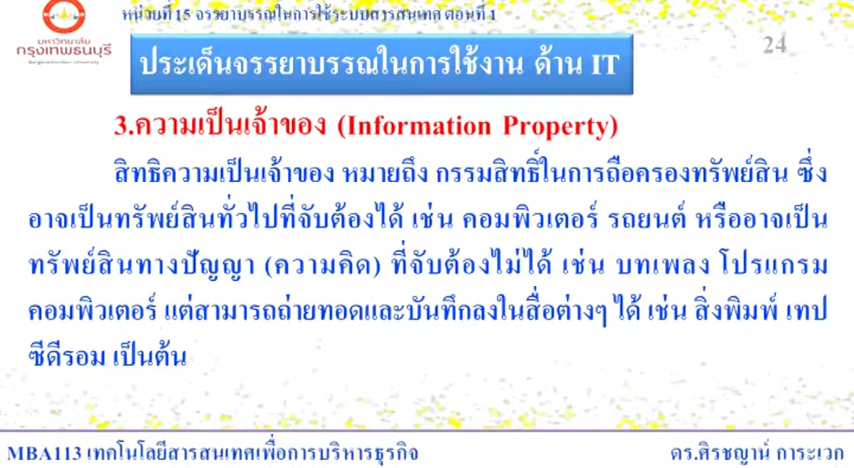 หน่วยที่ 15 จรรยาบรรณในการใช้ระบบสารสนเทศ ตอนที่ 1
มหาวิทยาลัย
กรุงเทพธนบุรี
Bangkokthonburi University
24
ประเด็นจรรยาบรรณในการใช้งาน ด้าน IT
3.ความเป็นเจ้าของ (Information Property)
สิทธิความเป็นเจ้าของ หมายถึง กรรมสิทธิ์ในการถือครองทรัพย์สิน ซึ่ง
อาจเป็นทรัพย์สินทั่วไปที่จับต้องได้ เช่น คอมพิวเตอร์ รถยนต์ หรืออาจเป็น
ทรัพย์สินทางปัญญา (ความคิด) ที่จับต้องไม่ได้ เช่น บทเพลง โปรแกรม
คอมพิวเตอร์ แต่สามารถถ่ายทอดและบันทึกลงในสื่อต่างๆ ได้ เช่น สิ่งพิมพ์ เทป
ซีดีรอม เป็นต้น
MBA113 เทคโนโลยีสารสนเทศเพื่อการบริหารธุรกิจ
ดร.ศิรชญาน์ การะเวก